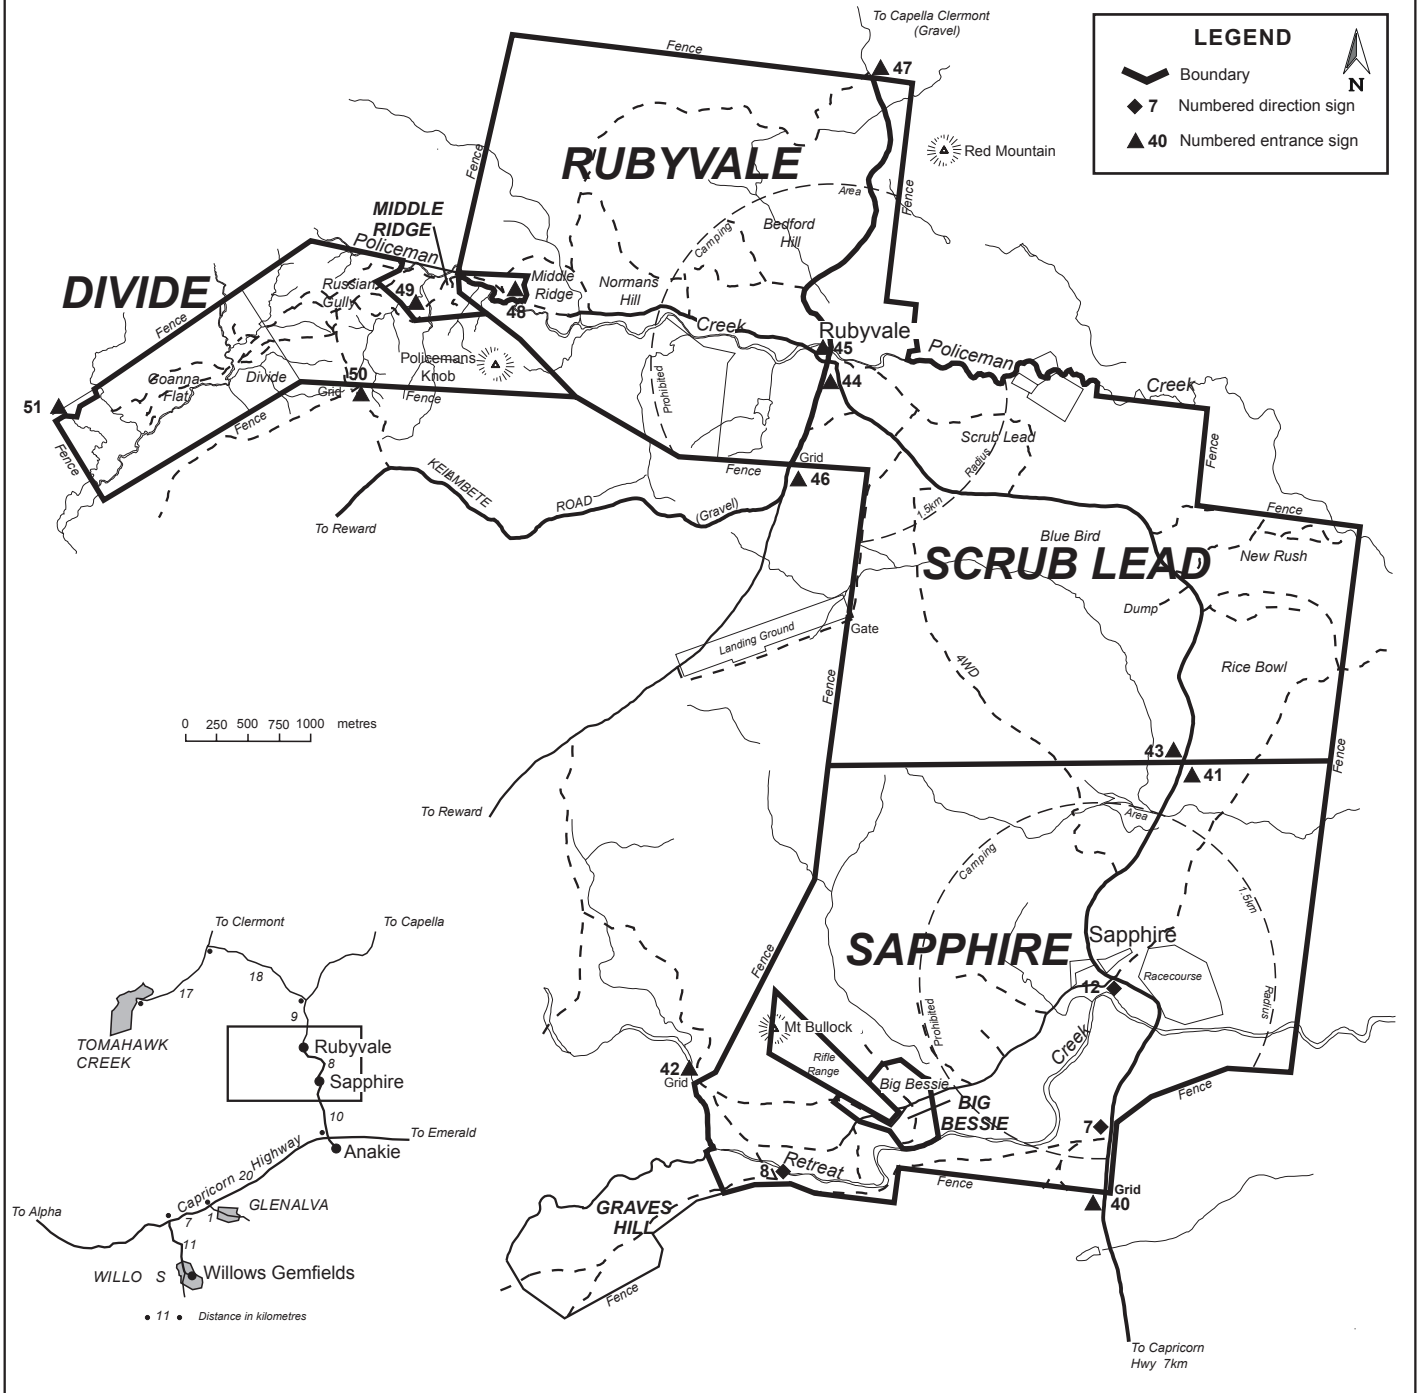 To Capella Clermont
(Gravel)
LEGEND
Boundary
7 Numbered direction sign
40 Numbered entrance sign
N
Fence
47
Red Mountain
RUBYVALE
Fence
Fence
Area
Camping
Bedford
Hill
MIDDLE
RIDGE
Policeman
DIVIDE
Russian
Gully
49
Middle
Ridge
48
Normans
Hill
Creek
Rubyvale
45
Policeman
Creek
Fence
Policemans
Knob
44
Goanna
Flat
Divide
50
Grid
Fence
Prohibited
51
Fence
Fence
Scrub Lead
Radius
Fence
Grid
Fence
46
KEILAMBETE
ROAD
(Gravel)
To Reward
1.5km
Fence
Blue Bird
SCRUB LEAD
New Rush
Dump
Landing Ground
Gate
4WD
Rice Bowl
Fence
0 250 500 750 1000 metres
43
Fence
41
To Reward
Area
Camping
1.5km
To Clermont
To Capella
SAPPHIRE
Sapphire
Fence
18
17
12
Racecourse
9
Radius
Prohibited
Mt Bullock
Creek
TOMAHAWK
CREEK
Rubyvale
8
Sapphire
Rifle
Range
42
Grid
Big Bessie
Fence
BIG
BESSIE
10
To Emerald
7
Anakie
Capricorn Highway
20
Retreat
8
Fence
Grid
40
GLENALVA
1
To Alpha
7
GRAVES
HILL
11
WILLO S
Willows Gemfields
Fence
11 Distance in kilometres
To Capricorn
Hwy 7km